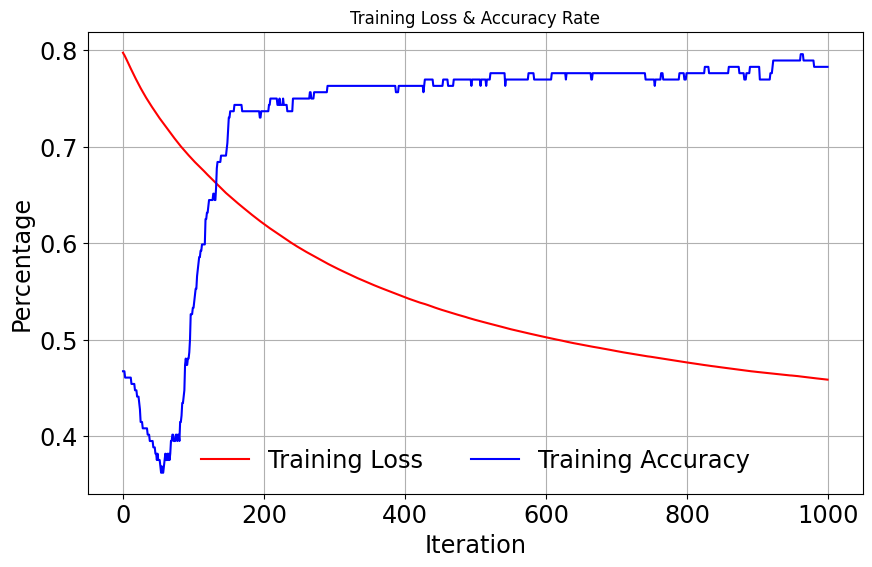 Training Loss & Accuracy Rate
0.8
0.7
0.6
0.5
0.4
Percentage
Training Loss
Training Accuracy
0
200
400
600
800
1000
Iteration